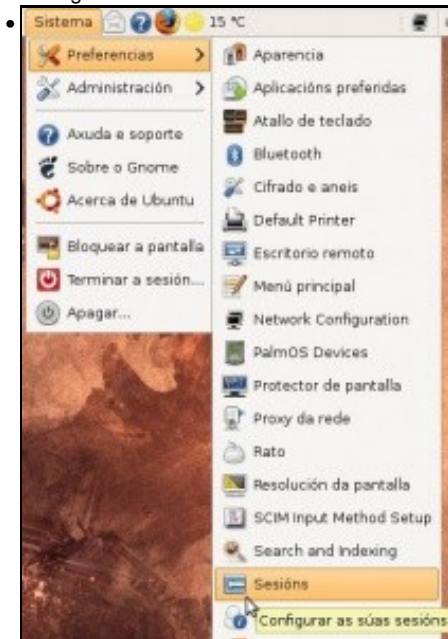 Sistema 15 ℃
Preferencias
Administración
Axuda e soporte
Sobre o Gnome
Acerca de Ubuntu
Bloquear a pantalla
Terminar a sesión...
Apagar...
Aparencia
Aplicacións preferidas
Atallo de teclado
Bluetooth
Cifrado e aneis
Default Printer
Escritorio remoto
Menú principal
Network Configuration
PalmOS Devices
Protector de pantalla
Proxy da rede
Rato
Resolución da pantalla
SCIM Input Method Setup
Search and Indexing
Sesións
Configurar as súas sesións